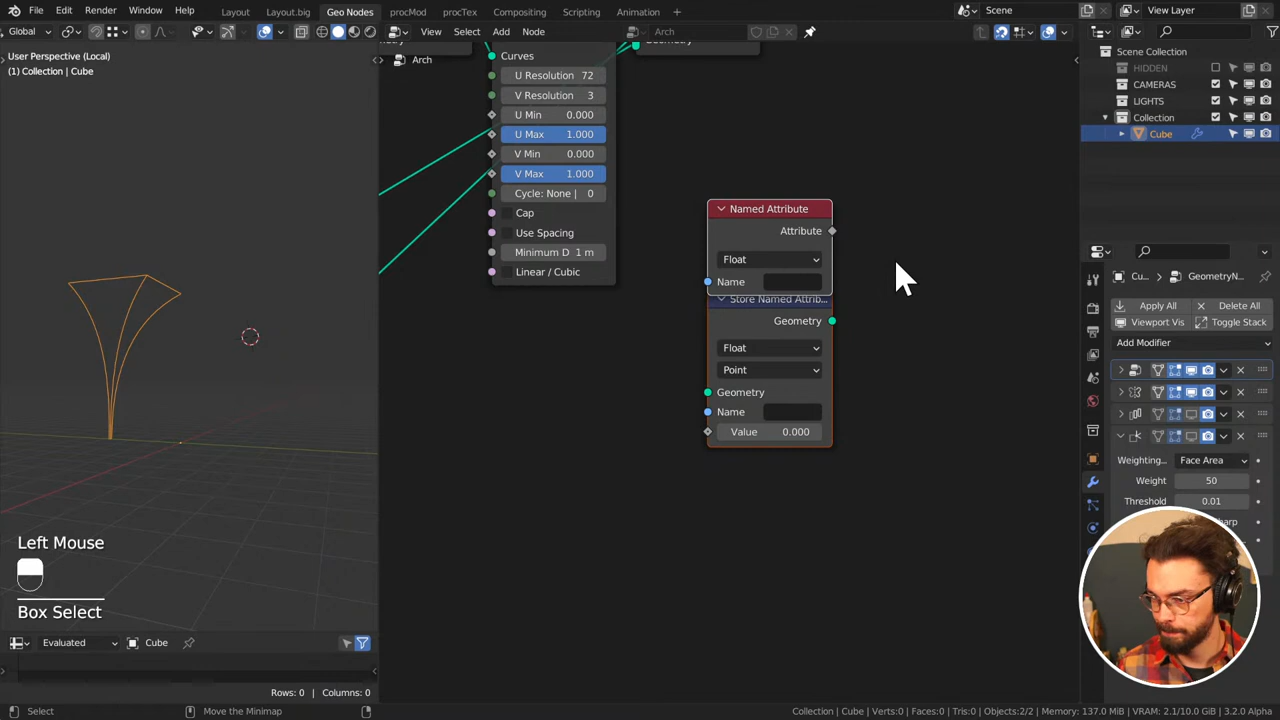 File Edit Render Window Help Layout Layout.big Geo Nodes procMod procTex Compositing Scripting Animation + Scene View Layer
Global View Select Add Node Arch
User Perspective (Local)
(1) Collection | Cube
Arch
Curves
U Resolution 72
V Resolution 3
U Min 0.000
U Max 1.000
V Min 0.000
V Max 1.000
Cycle: None | 0
Cap
Use Spacing
Minimum D 1 m
Linear / Cubic
Named Attribute
Attribute
Float
Name
Store Named Attrib...
Geometry
Float
Point
Geometry
Name
Value 0.000
Left Mouse
Box Select
Evaluated Cube
Rows: 0 | Columns: 0
Scene Collection
HIDDEN
CAMERAS
LIGHTS
Collection
Cube
Cu... GeometryN...
Apply All Delete All
Viewport Vis Toggle Stack
Add Modifier
Weighting... Face Area
Weight 50
Threshold 0.01
Select Move the Minimap Collection | Cube | Verts:0 | Faces:0 | Tris:0 | Objects:2/2 | Memory: 137.0 MiB | VRAM: 2.1/10.0 GiB | 3.2.0 Alpha